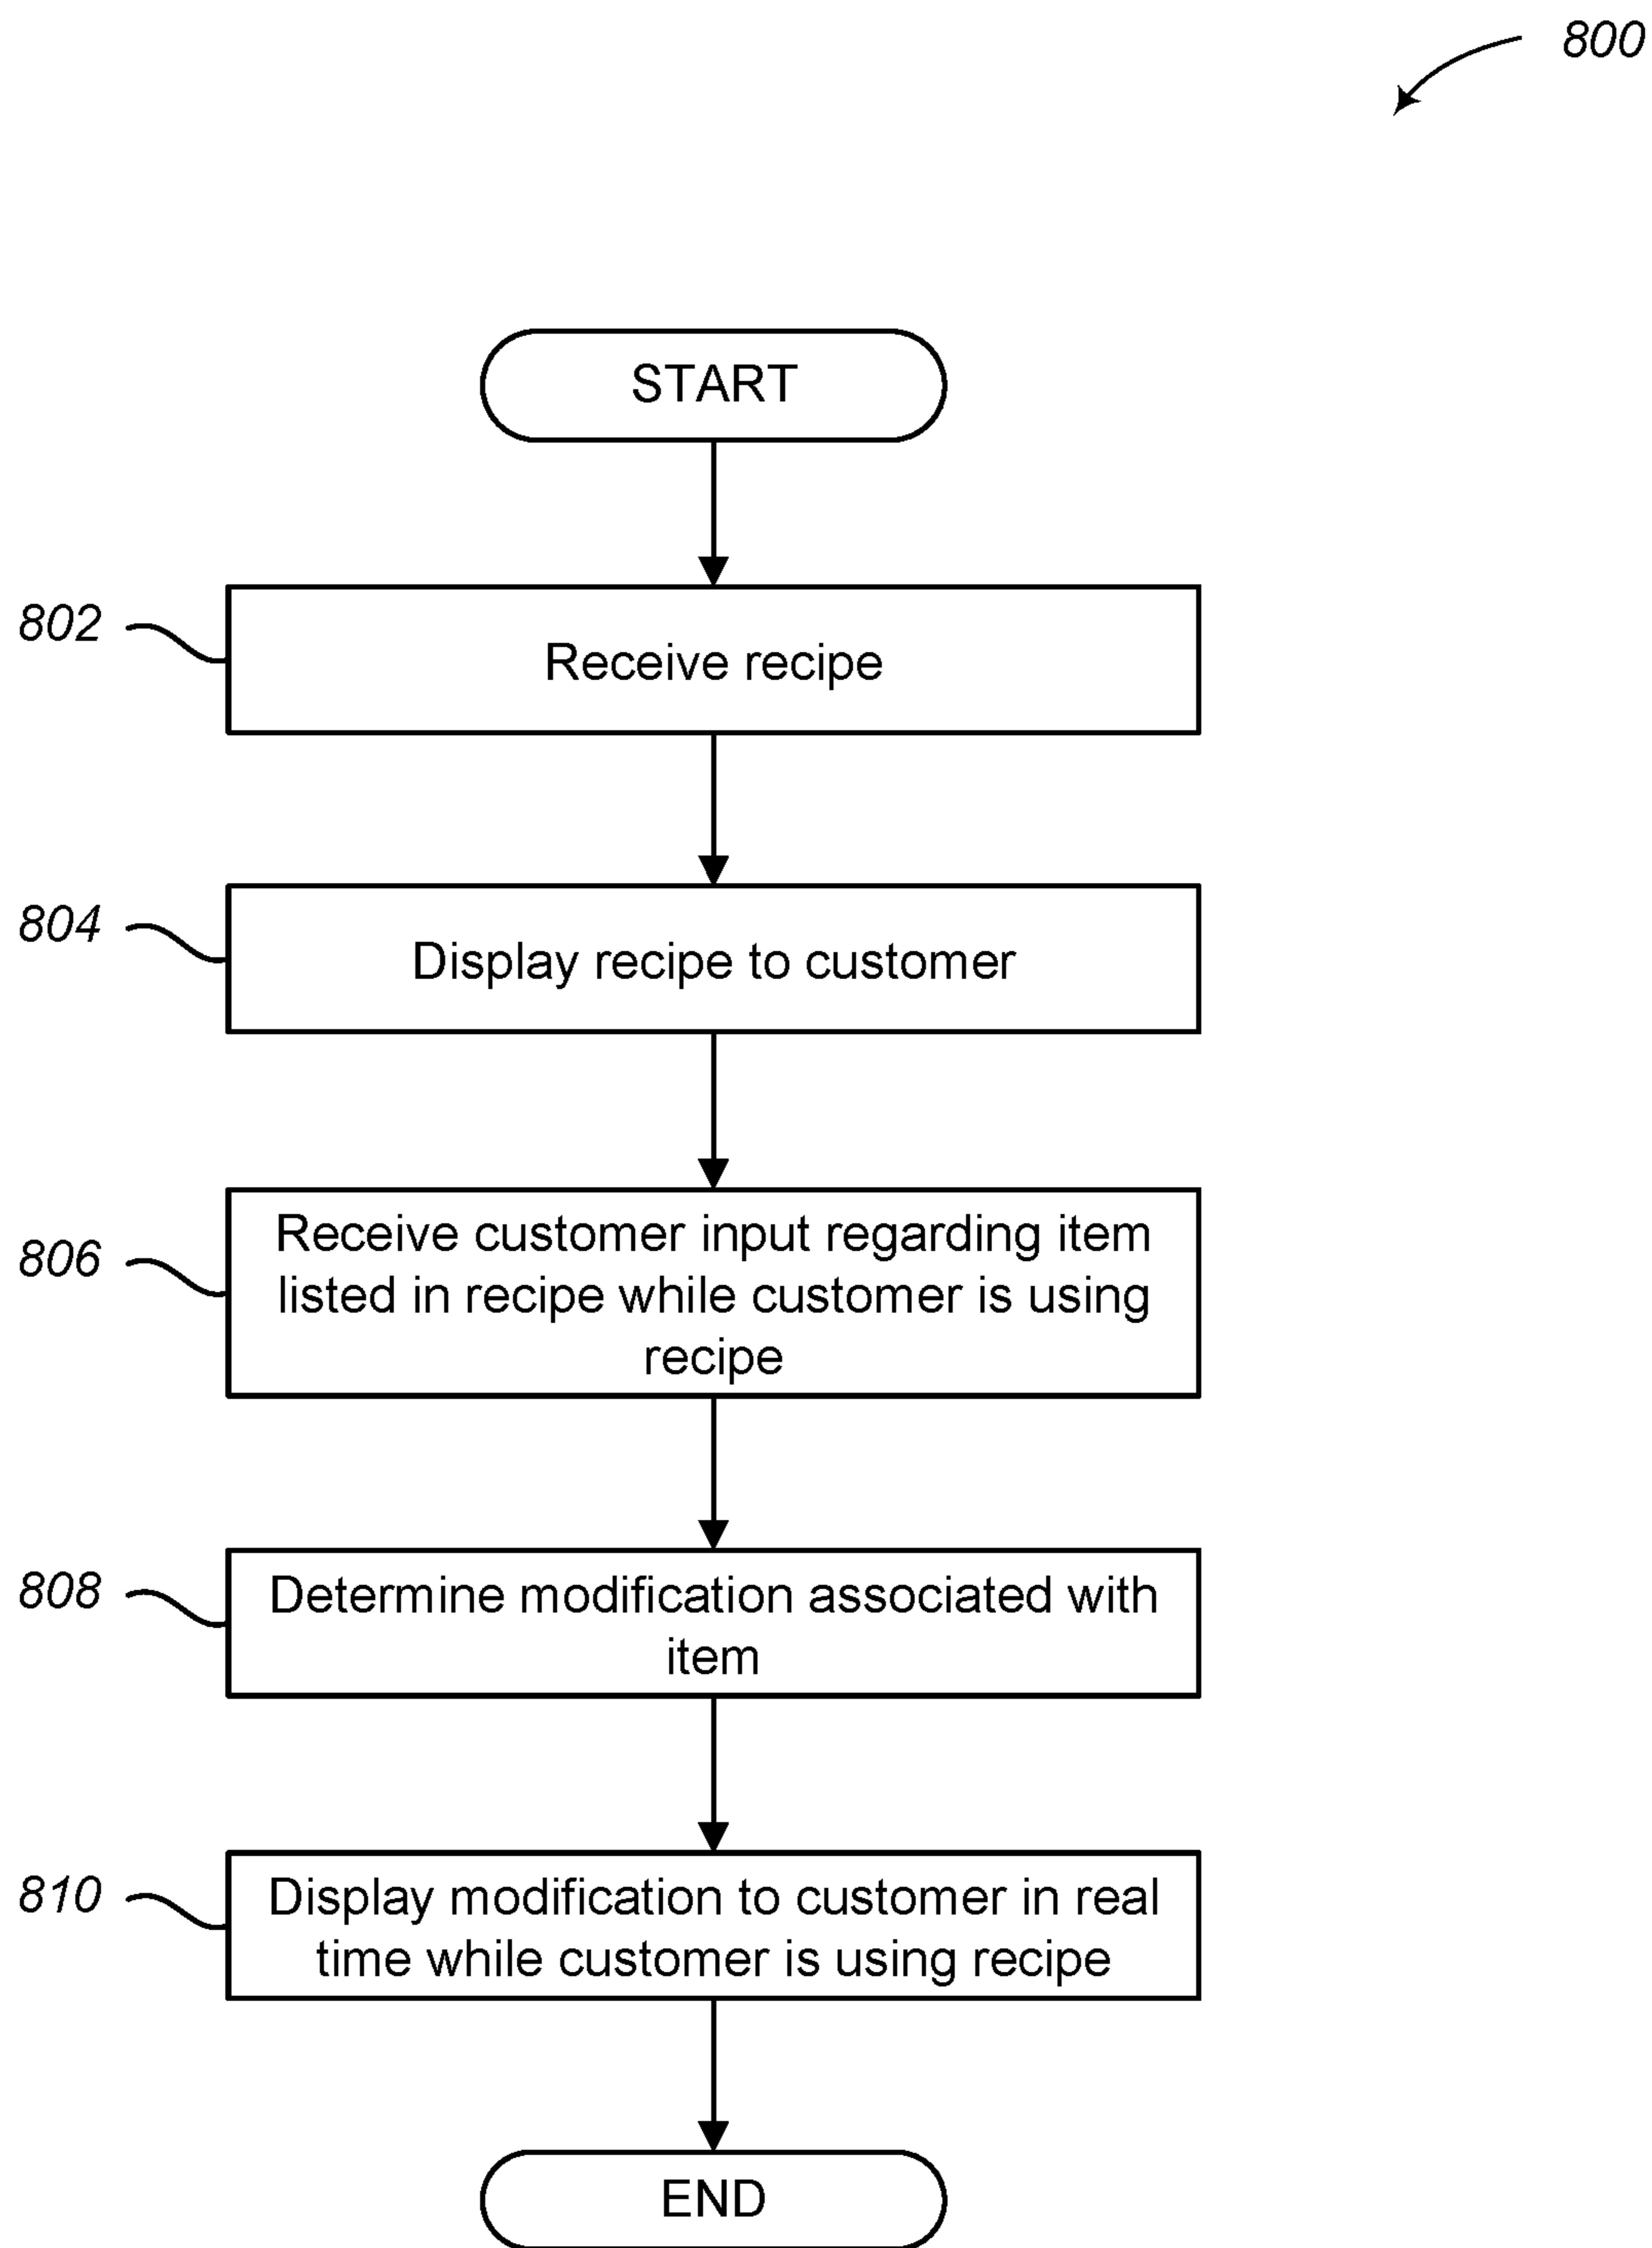 800
START
802
Receive recipe
804
Display recipe to customer
806
Receive customer input regarding item
listed in recipe while customer is using
recipe
808
Determine modification associated with
item
810
Display modification to customer in real
time while customer is using recipe
END